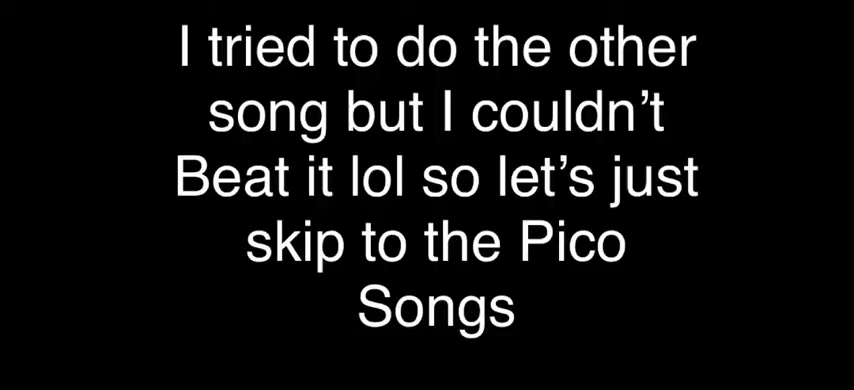 I tried to do the other
song but I couldn’t
Beat it lol so let’s just
skip to the Pico
Songs